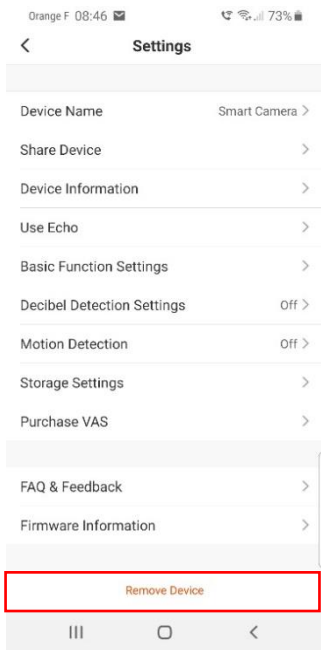 Orange F 08:46 73%
Settings
Device Name Smart Camera >
Share Device >
Device Information >
Use Echo >
Basic Function Settings >
Decibel Detection Settings Off >
Motion Detection Off >
Storage Settings >
Purchase VAS >
FAQ & Feedback >
Firmware Information >
Remove Device